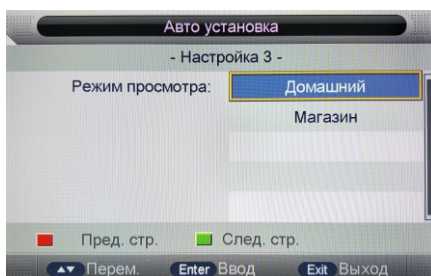 Авто установка
- Настройка 3 -
Режим просмотра: Домашний
Магазин
Пред. стр. След. стр.
Перем. Enter Ввод Exit Выход